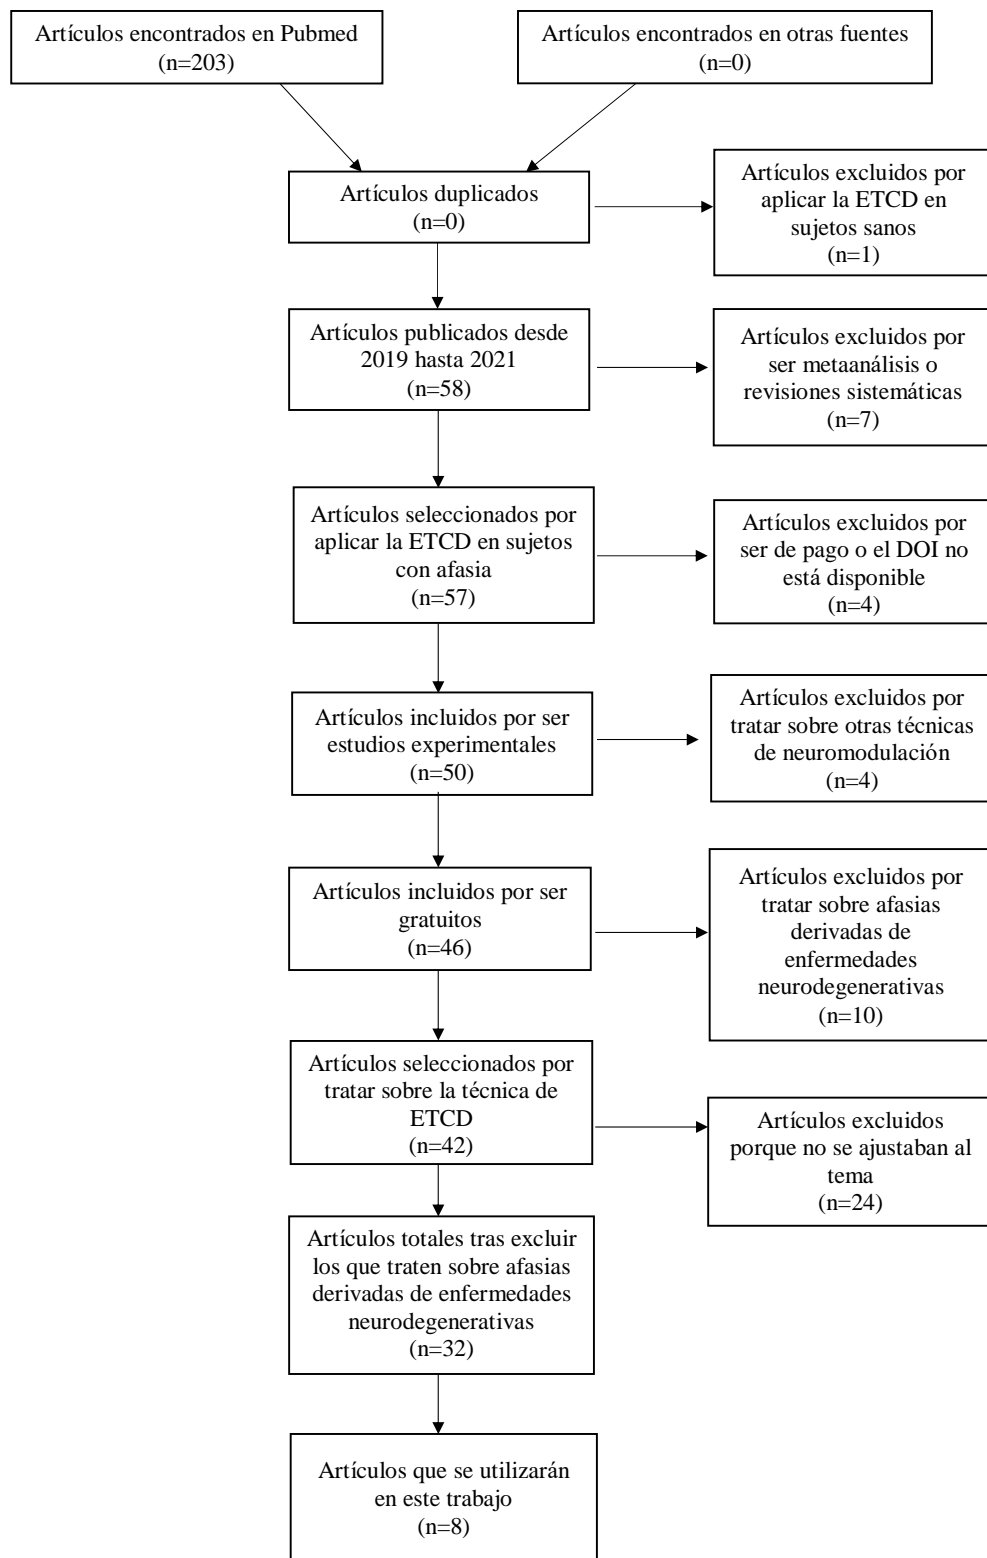 Artículos encontrados en Pubmed
(n=203)
Artículos encontrados en otras fuentes
(n=0)
Artículos duplicados
(n=0)
Artículos excluidos por
aplicar la ETCD en
sujetos sanos
(n=1)
Artículos publicados desde
2019 hasta 2021
(n=58)
Artículos excluidos por
ser metaanálisis o
revisiones sistemáticas
(n=7)
Artículos seleccionados por
aplicar la ETCD en sujetos
con afasia
(n=57)
Artículos excluidos por
ser de pago o el DOI no
está disponible
(n=4)
Artículos incluidos por ser
estudios experimentales
(n=50)
Artículos excluidos por
tratar sobre otras técnicas
de neuromodulación
(n=4)
Artículos incluidos por ser
gratuitos
(n=46)
Artículos excluidos por
tratar sobre afasias
derivadas de
enfermedades
neurodegenerativas
(n=10)
Artículos seleccionados por
tratar sobre la técnica de
ETCD
(n=42)
Artículos excluidos
porque no se ajustaban al
tema
(n=24)
Artículos totales tras excluir
los que traten sobre afasias
derivadas de enfermedades
neurodegenerativas
(n=32)
Artículos que se utilizarán
en este trabajo
(n=8)